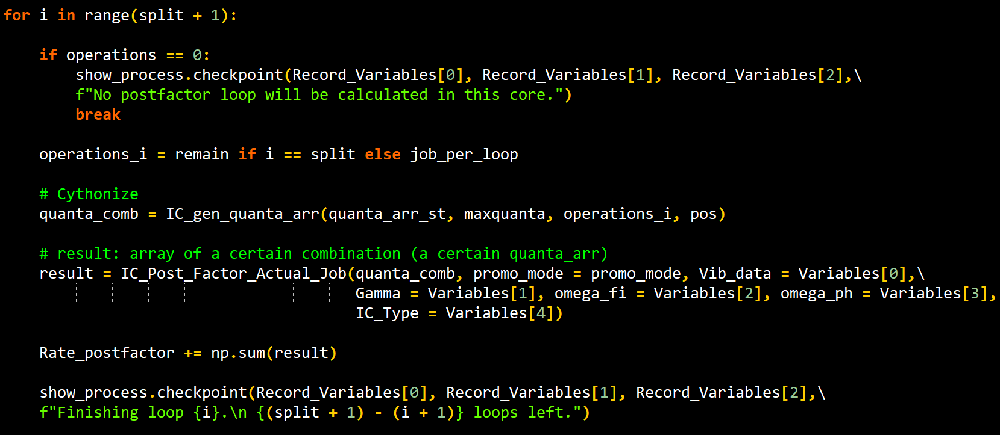 for i in range(split + 1):
if operations == 0:
show_process.checkpoint(Record_Variables[0], Record_Variables[1], Record_Variables[2],\
f"No postfactor loop will be calculated in this core.")
break
operations_i = remain if i == split else job_per_loop
# Cythonize
quanta_comb = IC_gen_quanta_arr(quanta_arr_st, maxquanta, operations_i, pos)
# result: array of a certain combination (a certain quanta_arr)
result = IC_Post_Factor_Actual_Job(quanta_comb, promo_mode = promo_mode, Vib_data = Variables[0],\
Gamma = Variables[1], omega_fi = Variables[2], omega_ph = Variables[3],
IC_Type = Variables[4])
Rate_postfactor += np.sum(result)
show_process.checkpoint(Record_Variables[0], Record_Variables[1], Record_Variables[2],\
f"Finishing loop {i}.\n {(split + 1) - (i + 1)} loops left.")